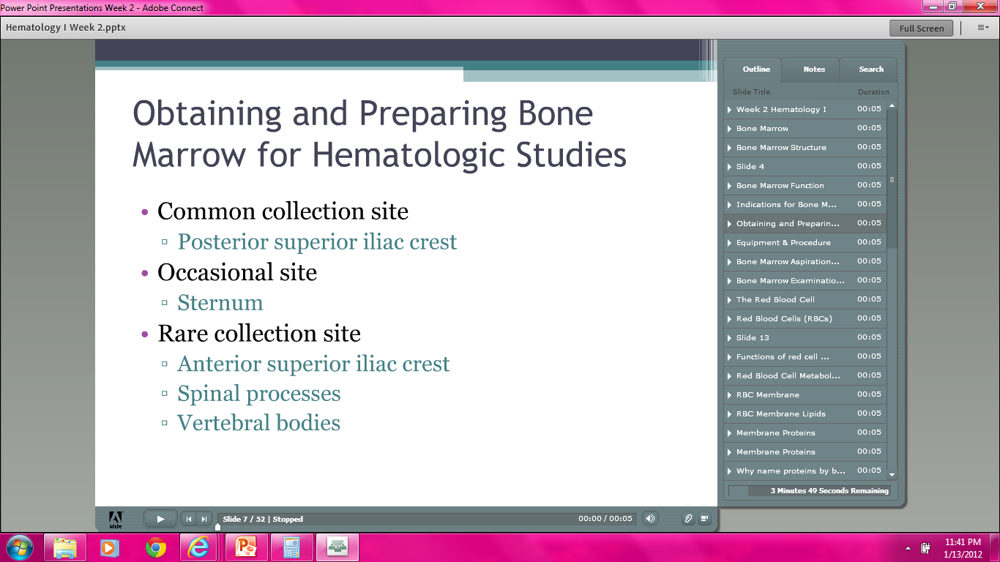 Power Point Presentations Week 2 - Adobe Connect
Hematology I Week 2.pptx
Full Screen
Obtaining and Preparing Bone
Marrow for Hematologic Studies
• Common collection site
▫ Posterior superior iliac crest
• Occasional site
▫ Sternum
• Rare collection site
▫ Anterior superior iliac crest
▫ Spinal processes
▫ Vertebral bodies
Outline Notes Search
Slide Title Duration
Week 2 Hematology I 00:05
Bone Marrow 00:05
Bone Marrow Structure 00:05
Slide 4 00:05
Bone Marrow Function 00:05
Indications for Bone M... 00:05
Obtaining and Preparin... 00:05
Equipment & Procedure 00:05
Bone Marrow Aspiration... 00:05
Bone Marrow Examinatio... 00:05
The Red Blood Cell 00:05
Red Blood Cells (RBCs) 00:05
Slide 13 00:05
Functions of red cell ... 00:05
Red Blood Cell Metabol... 00:05
RBC Membrane 00:05
RBC Membrane Lipids 00:05
Membrane Proteins 00:05
Membrane Proteins 00:05
Why name proteins by b... 00:05
3 Minutes 49 Seconds Remaining
Adobe
Slide 7 / 52 | Stopped 00:00 / 00:05
11:41 PM
1/13/2012